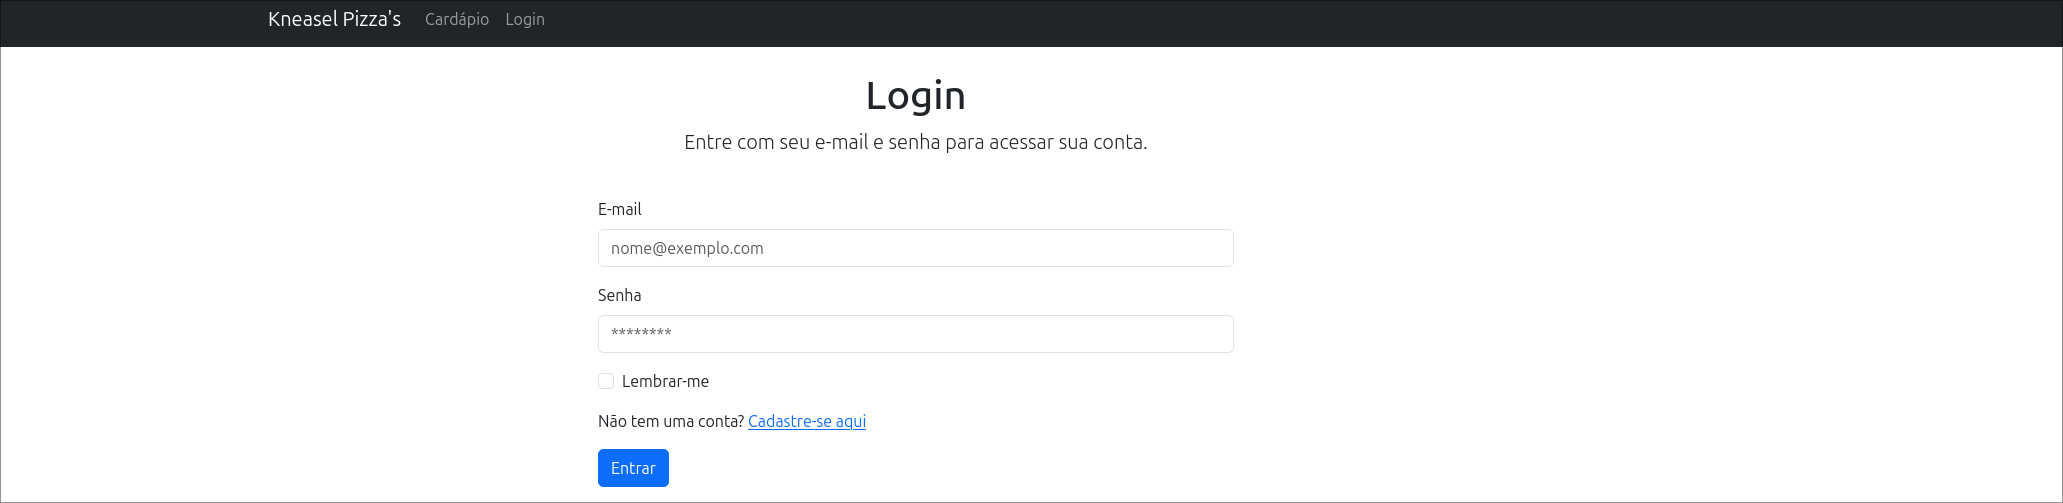 Kneasel Pizza's Cardápio Login
Login
Entre com seu e-mail e senha para acessar sua conta.
E-mail
nome@exemplo.com
Senha
********
Lembrar-me
Não tem uma conta? Cadastre-se aqui
Entrar